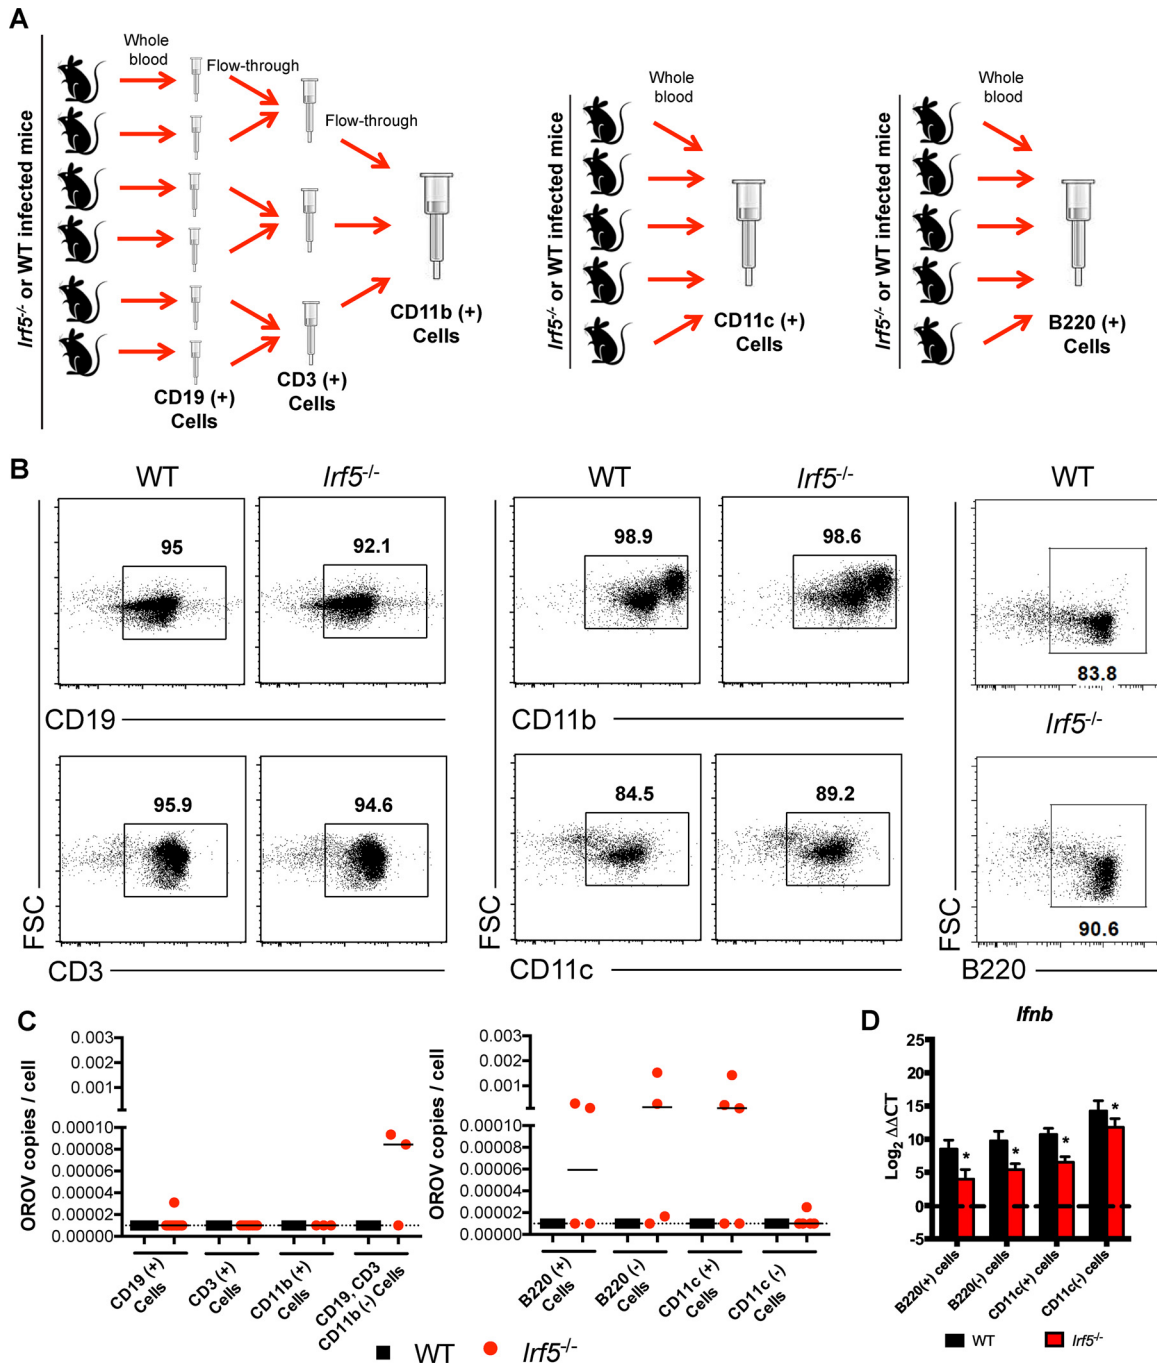 A
Irf5-/- or WT infected mice
Whole
blood
Flow-through
Flow-through
CD19 (+)
Cells
CD3 (+)
Cells
CD11b (+)
Cells
Irf5-/- or WT infected mice
Whole
blood
CD11c (+)
Cells
Irf5-/- or WT infected mice
Whole
blood
B220 (+)
Cells
B
WT
Irf5-/-
95
92.1
CD19
95.9
94.6
FSC
CD3
WT
Irf5-/-
98.9
98.6
CD11b
84.5
89.2
FSC
CD11c
WT
83.8
Irf5-/-
90.6
FSC
B220
C
OROV copies / cell
0.003
0.002
0.001
0.00010
0.00008
0.00006
0.00004
0.00002
0.00000
CD19 (+)
Cells
CD3 (+)
Cells
CD11b (+)
Cells
CD19, CD3
CD11b (-) Cells
OROV copies / cell
0.003
0.002
0.001
0.00010
0.00008
0.00006
0.00004
0.00002
0.00000
B220 (+)
Cells
B220 (-)
Cells
CD11c (+)
Cells
CD11c (-)
Cells
WT
Irf5-/-
D
Ifnb
Log2 ΔΔCT
25
20
15
10
5
0
-5
*
*
*
*
B220(+) cells
B220(-) cells
CD11c(+) cells
CD11c(-) cells
WT
Irf5-/-